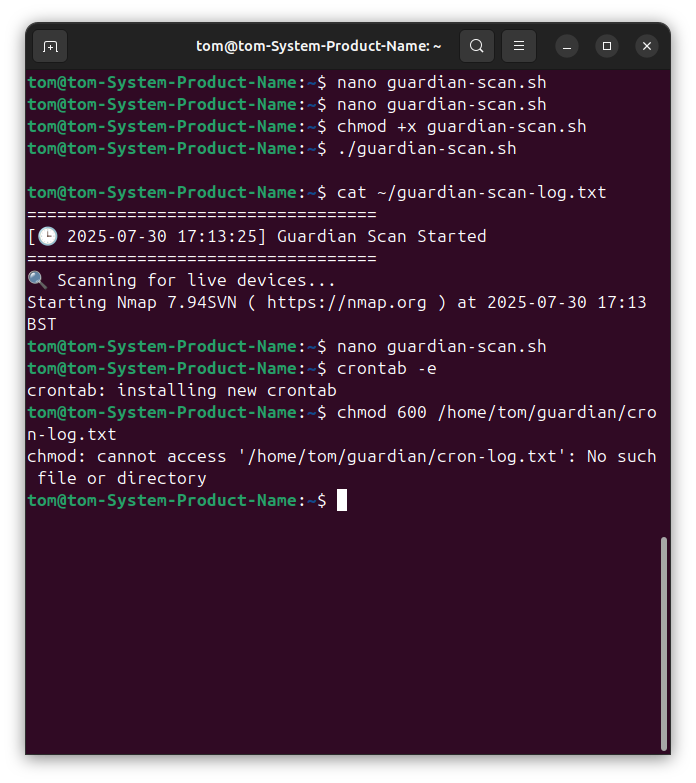 tom@tom-System-Product-Name: ~
tom@tom-System-Product-Name:~$ nano guardian-scan.sh
tom@tom-System-Product-Name:~$ nano guardian-scan.sh
tom@tom-System-Product-Name:~$ chmod +x guardian-scan.sh
tom@tom-System-Product-Name:~$ ./guardian-scan.sh
tom@tom-System-Product-Name:~$ cat ~/guardian-scan-log.txt
===================================
[🕒 2025-07-30 17:13:25] Guardian Scan Started
===================================
🔍 Scanning for live devices...
Starting Nmap 7.94SVN ( https://nmap.org ) at 2025-07-30 17:13
BST
tom@tom-System-Product-Name:~$ nano guardian-scan.sh
tom@tom-System-Product-Name:~$ crontab -e
crontab: installing new crontab
tom@tom-System-Product-Name:~$ chmod 600 /home/tom/guardian/cro
n-log.txt
chmod: cannot access '/home/tom/guardian/cron-log.txt': No such
 file or directory
tom@tom-System-Product-Name:~$